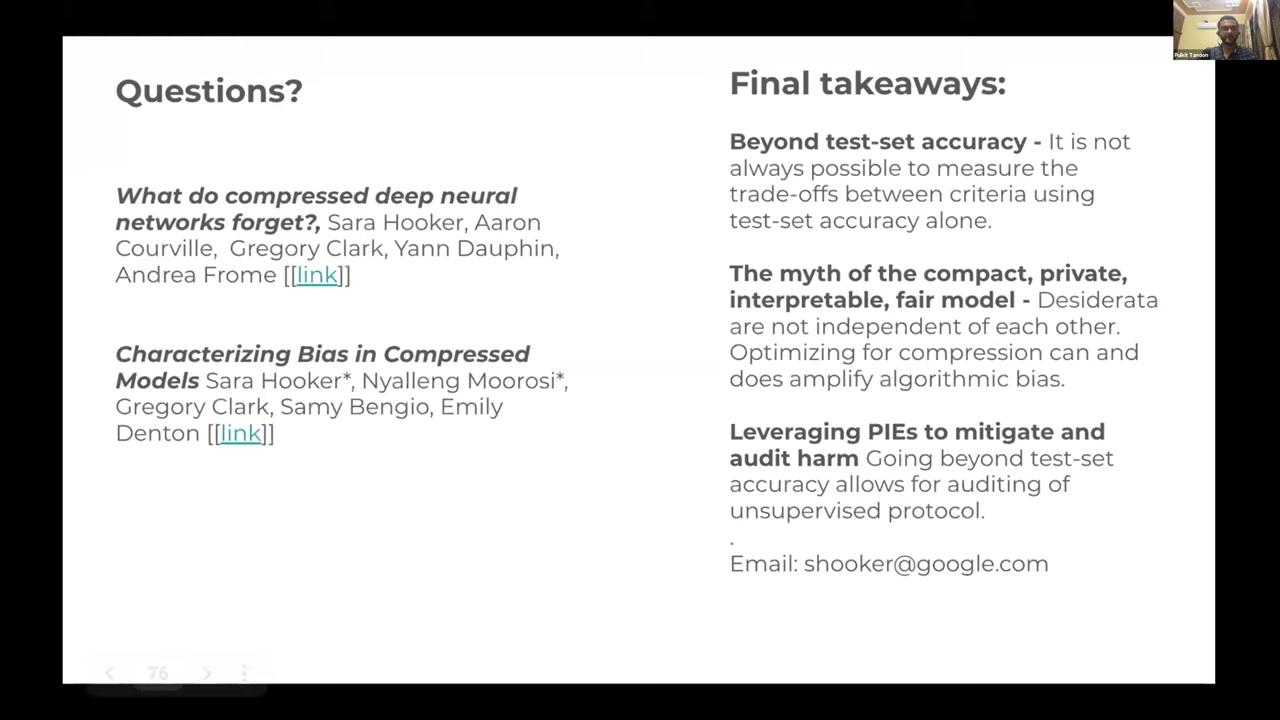 Questions?
What do compressed deep neural
networks forget?, Sara Hooker, Aaron
Courville, Gregory Clark, Yann Dauphin,
Andrea Frome [[link]]
Characterizing Bias in Compressed
Models Sara Hooker*, Nyalleng Moorosi*,
Gregory Clark, Samy Bengio, Emily
Denton [[link]]
Final takeaways:
Beyond test-set accuracy - It is not
always possible to measure the
trade-offs between criteria using
test-set accuracy alone.
The myth of the compact, private,
interpretable, fair model - Desiderata
are not independent of each other.
Optimizing for compression can and
does amplify algorithmic bias.
Leveraging PIEs to mitigate and
audit harm Going beyond test-set
accuracy allows for auditing of
unsupervised protocol.
.
Email: shooker@google.com
76
Pulkit Tandon